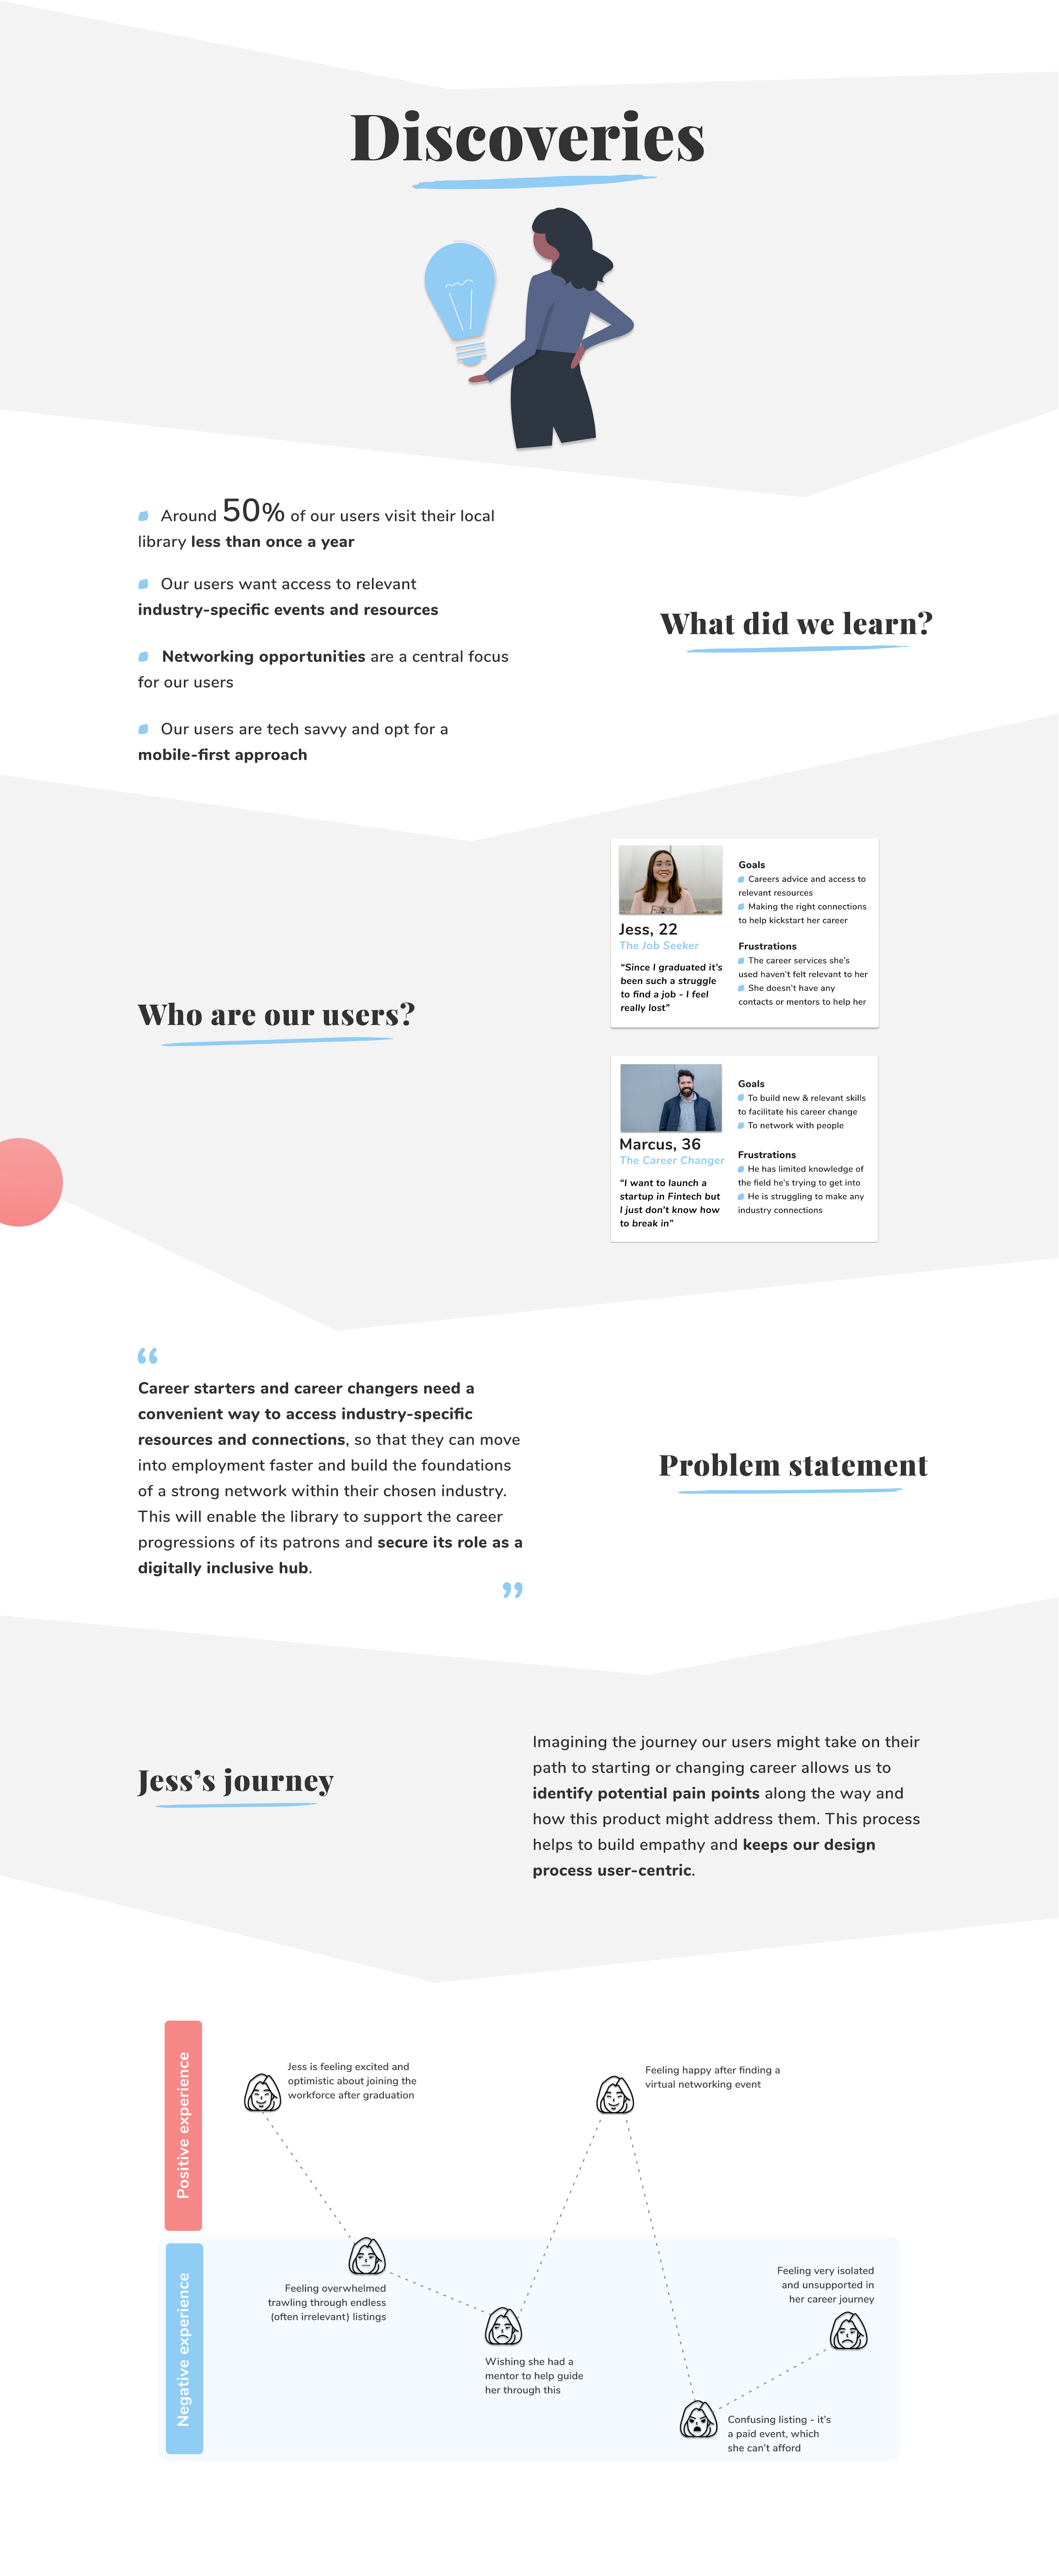 Discoveries
Around 50% of our users visit their local
library less than once a year
Our users want access to relevant
industry-specific events and resources
Networking opportunities are a central focus
for our users
Our users are tech savvy and opt for a
mobile-first approach
What did we learn?
Who are our users?
Jess, 22
The Job Seeker
“Since I graduated it’s
been such a struggle
to find a job - I feel
really lost”
Goals
Careers advice and access to
relevant resources
Making the right connections
to help kickstart her career
Frustrations
The career services she’s
used haven’t felt relevant to her
She doesn’t have any
contacts or mentors to help her
Marcus, 36
The Career Changer
“I want to launch a
startup in Fintech but
I just don’t know how
to break in”
Goals
To build new & relevant skills
to facilitate his career change
To network with people
Frustrations
He has limited knowledge of
the field he’s trying to get into
He is struggling to make any
industry connections
“
Career starters and career changers need a
convenient way to access industry-specific
resources and connections, so that they can move
into employment faster and build the foundations
of a strong network within their chosen industry.
This will enable the library to support the career
progressions of its patrons and secure its role as a
digitally inclusive hub.
”
Problem statement
Jess’s journey
Imagining the journey our users might take on their
path to starting or changing career allows us to
identify potential pain points along the way and
how this product might address them. This process
helps to build empathy and keeps our design
process user-centric.
Positive experience
Jess is feeling excited and
optimistic about joining the
workforce after graduation
Feeling happy after finding a
virtual networking event
Negative experience
Feeling overwhelmed
trawling through endless
(often irrelevant) listings
Wishing she had a
mentor to help guide
her through this
Confusing listing - it’s
a paid event, which
she can’t afford
Feeling very isolated
and unsupported in
her career journey